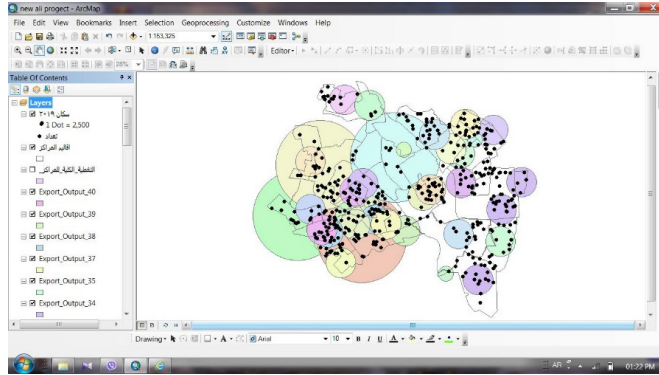 new ali progect - ArcMap
File Edit View Bookmarks Insert Selection Geoprocessing Customize Windows Help
1:153,325
Editor
28%
Table Of Contents
Layers
سكان ٢٠١٩
1 Dot = 2,500
تعداد
اقاليم المراكز
التغطية_الكلية_للمراكز
Export_Output_40
Export_Output_39
Export_Output_38
Export_Output_37
Export_Output_35
Export_Output_34
Drawing Arial 10 B I U A
AR 01:22 PM